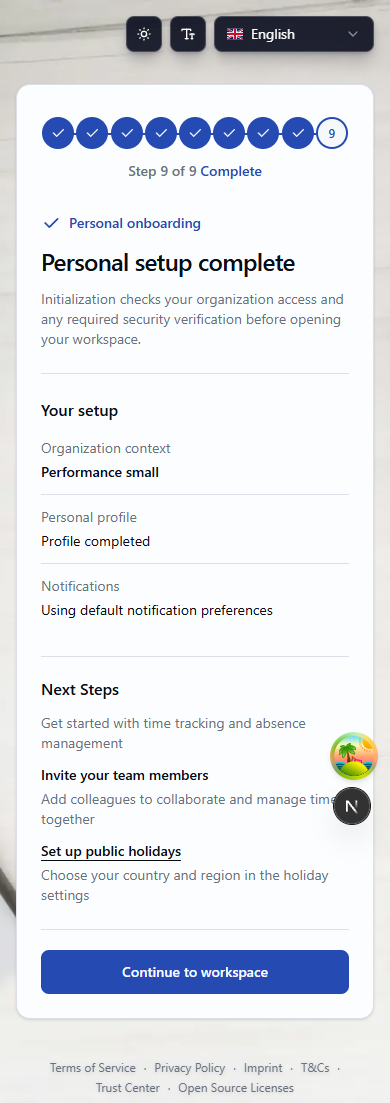 English
9
Step 9 of 9 Complete
Personal onboarding
Personal setup complete
Initialization checks your organization access and
any required security verification before opening
your workspace.
Your setup
Organization context
Performance small
Personal profile
Profile completed
Notifications
Using default notification preferences
Next Steps
Get started with time tracking and absence
management
Invite your team members
Add colleagues to collaborate and manage time
together
N
Set up public holidays
Choose your country and region in the holiday
settings
Continue to workspace
Terms of Service · Privacy Policy · Imprint · T&Cs ·
Trust Center · Open Source Licenses